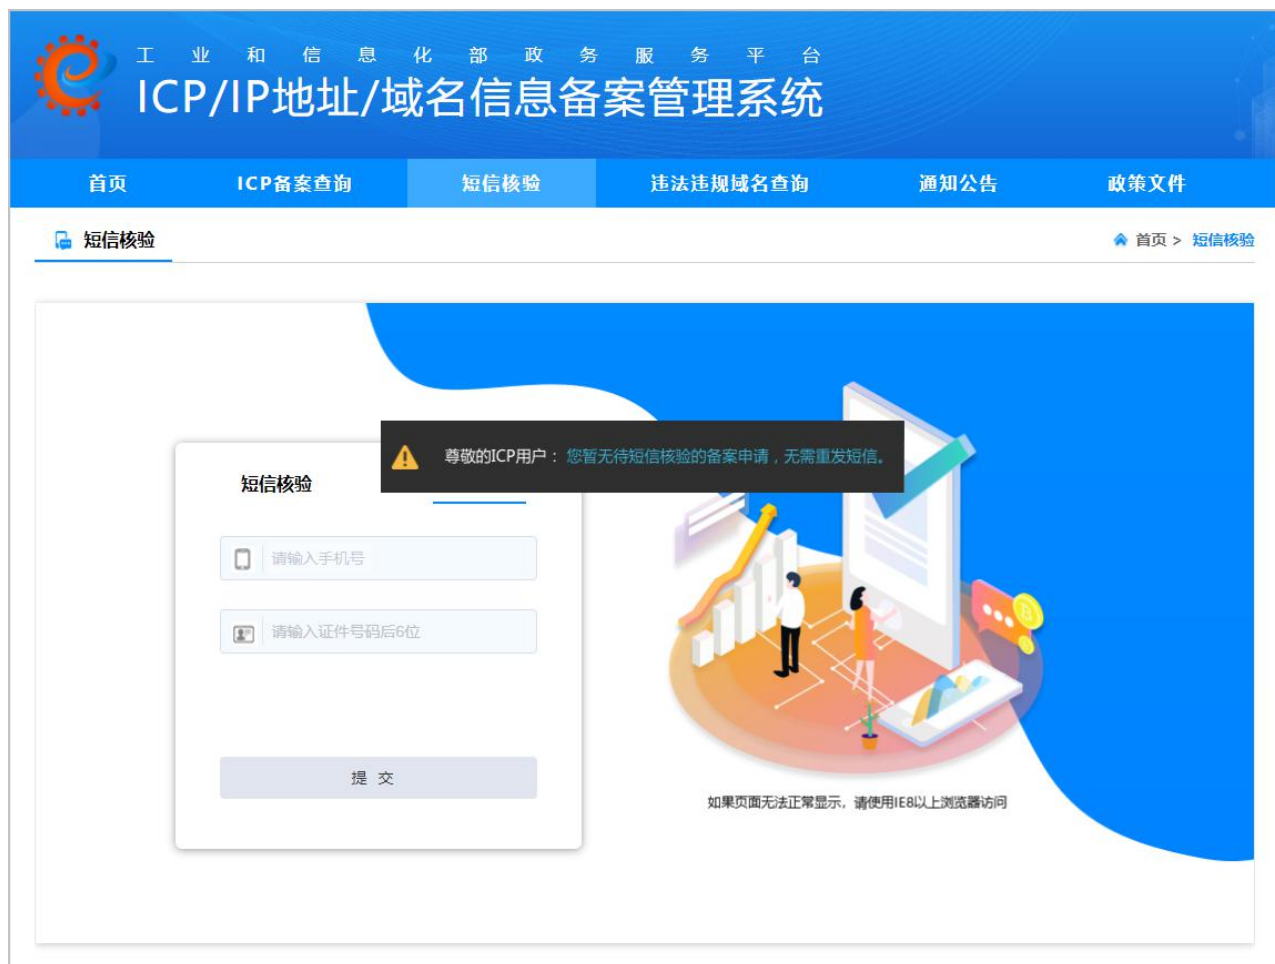 工业和信息化部政务服务平台
ICP/IP地址/域名信息备案管理系统
首页 ICP备案查询 短信核验 违法违规域名查询 通知公告 政策文件
短信核验 首页 > 短信核验
尊敬的ICP用户：您暂无待短信核验的备案申请，无需重发短信。
短信核验
请输入手机号
请输入证件号码后6位
提 交
如果页面无法正常显示，请使用IE8以上浏览器访问